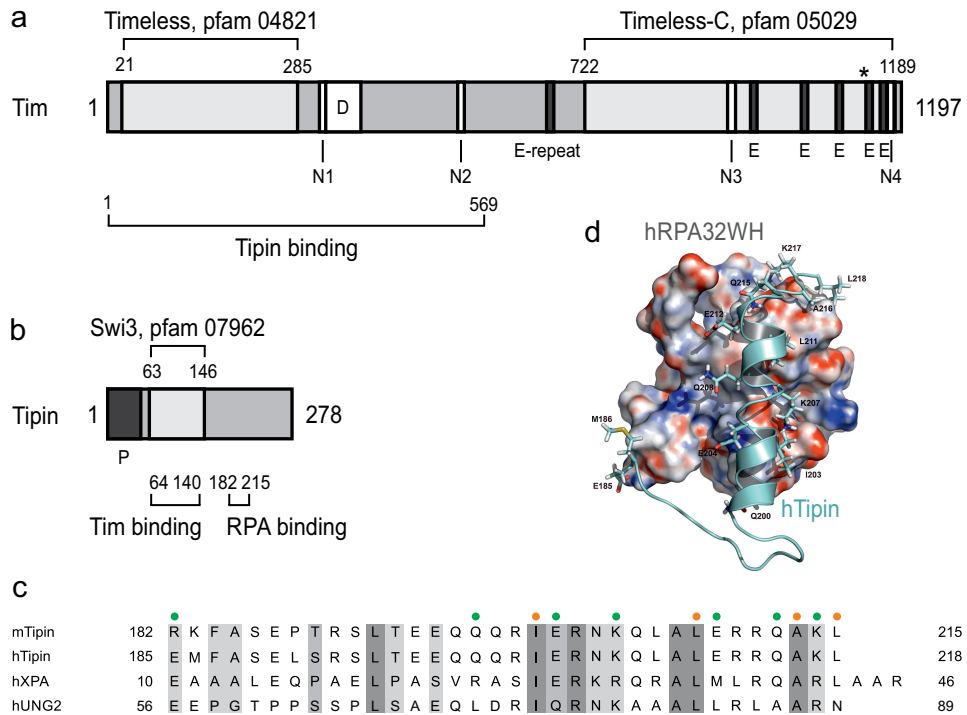 a
Timeless, pfam 04821
Timeless-C, pfam 05029
21 285 722 1189
*
Tim 1 D 1197
E-repeat E E E E E
N1 N2 N3 N4
1 569
Tipin binding
b
Swi3, pfam 07962
63 146
Tipin 1 278
P
64 140 182 215
Tim binding RPA binding
d
hRPA32WH
K217
L218
Q215
A216
E212
L211
Q208
K207
M186
E204
I203
E185
Q200
hTipin
c
mTipin 182 R K F A S E P T R S L T E E Q Q Q R I E R N K Q L A L E R R Q A K L 215
hTipin 185 E M F A S E L S R S L T E E Q Q Q R I E R N K Q L A L E R R Q A K L 218
hXPA 10 E A A A L E Q P A E L P A S V R A S I E R K R Q R A L M L R Q A R L A A R 46
hUNG2 56 E E P G T P P S S P L S A E Q L D R I Q R N K A A A L L R L A A R N 89